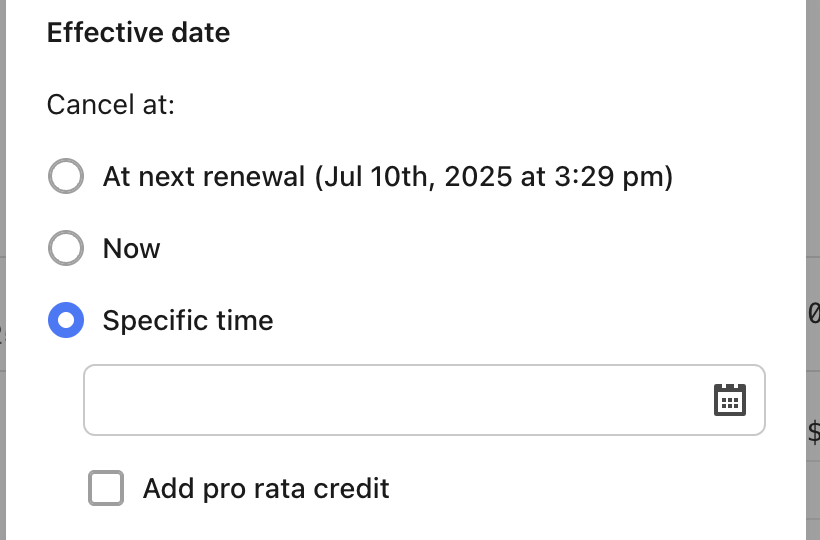 Effective date
Cancel at:
At next renewal (Jul 10th, 2025 at 3:29 pm)
Now
Specific time
Add pro rata credit
$